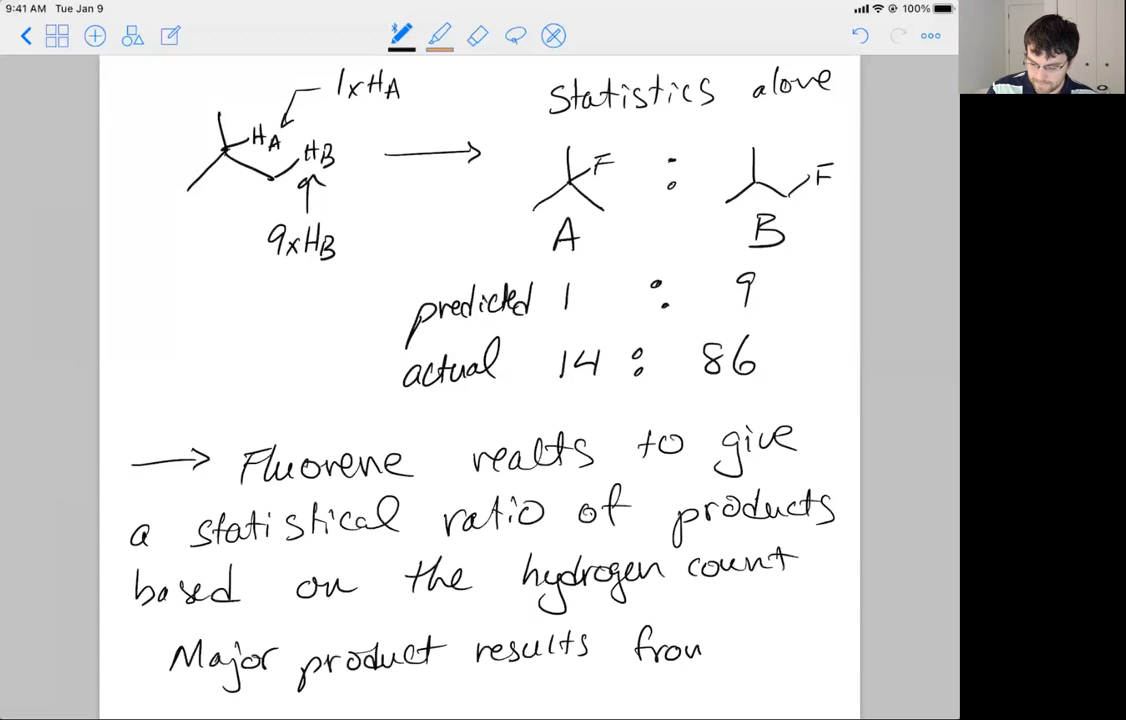 9:41 AM Tue Jan 9
100%
1xHA
Statistics alone
HA
HB
F
:
F
9xHB
A
B
predicted 1 : 9
actual 14 : 86
→ Fluorene reacts to give
a statistical ratio of products
based on the hydrogen count
Major product results from